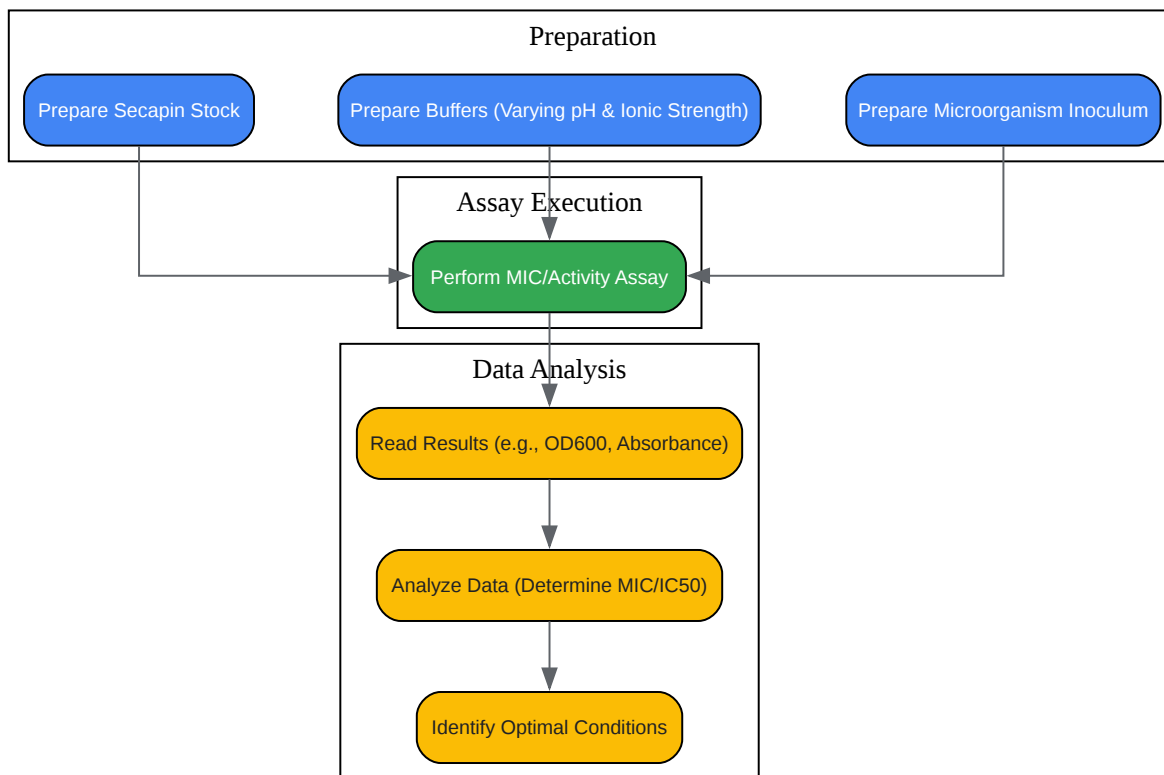 Preparation
Prepare Secapin Stock
Prepare Buffers (Varying pH & Ionic Strength)
Prepare Microorganism Inoculum
Assay Execution
Perform MIC/Activity Assay
Data Analysis
Read Results (e.g., OD600, Absorbance)
Analyze Data (Determine MIC/IC50)
Identify Optimal Conditions